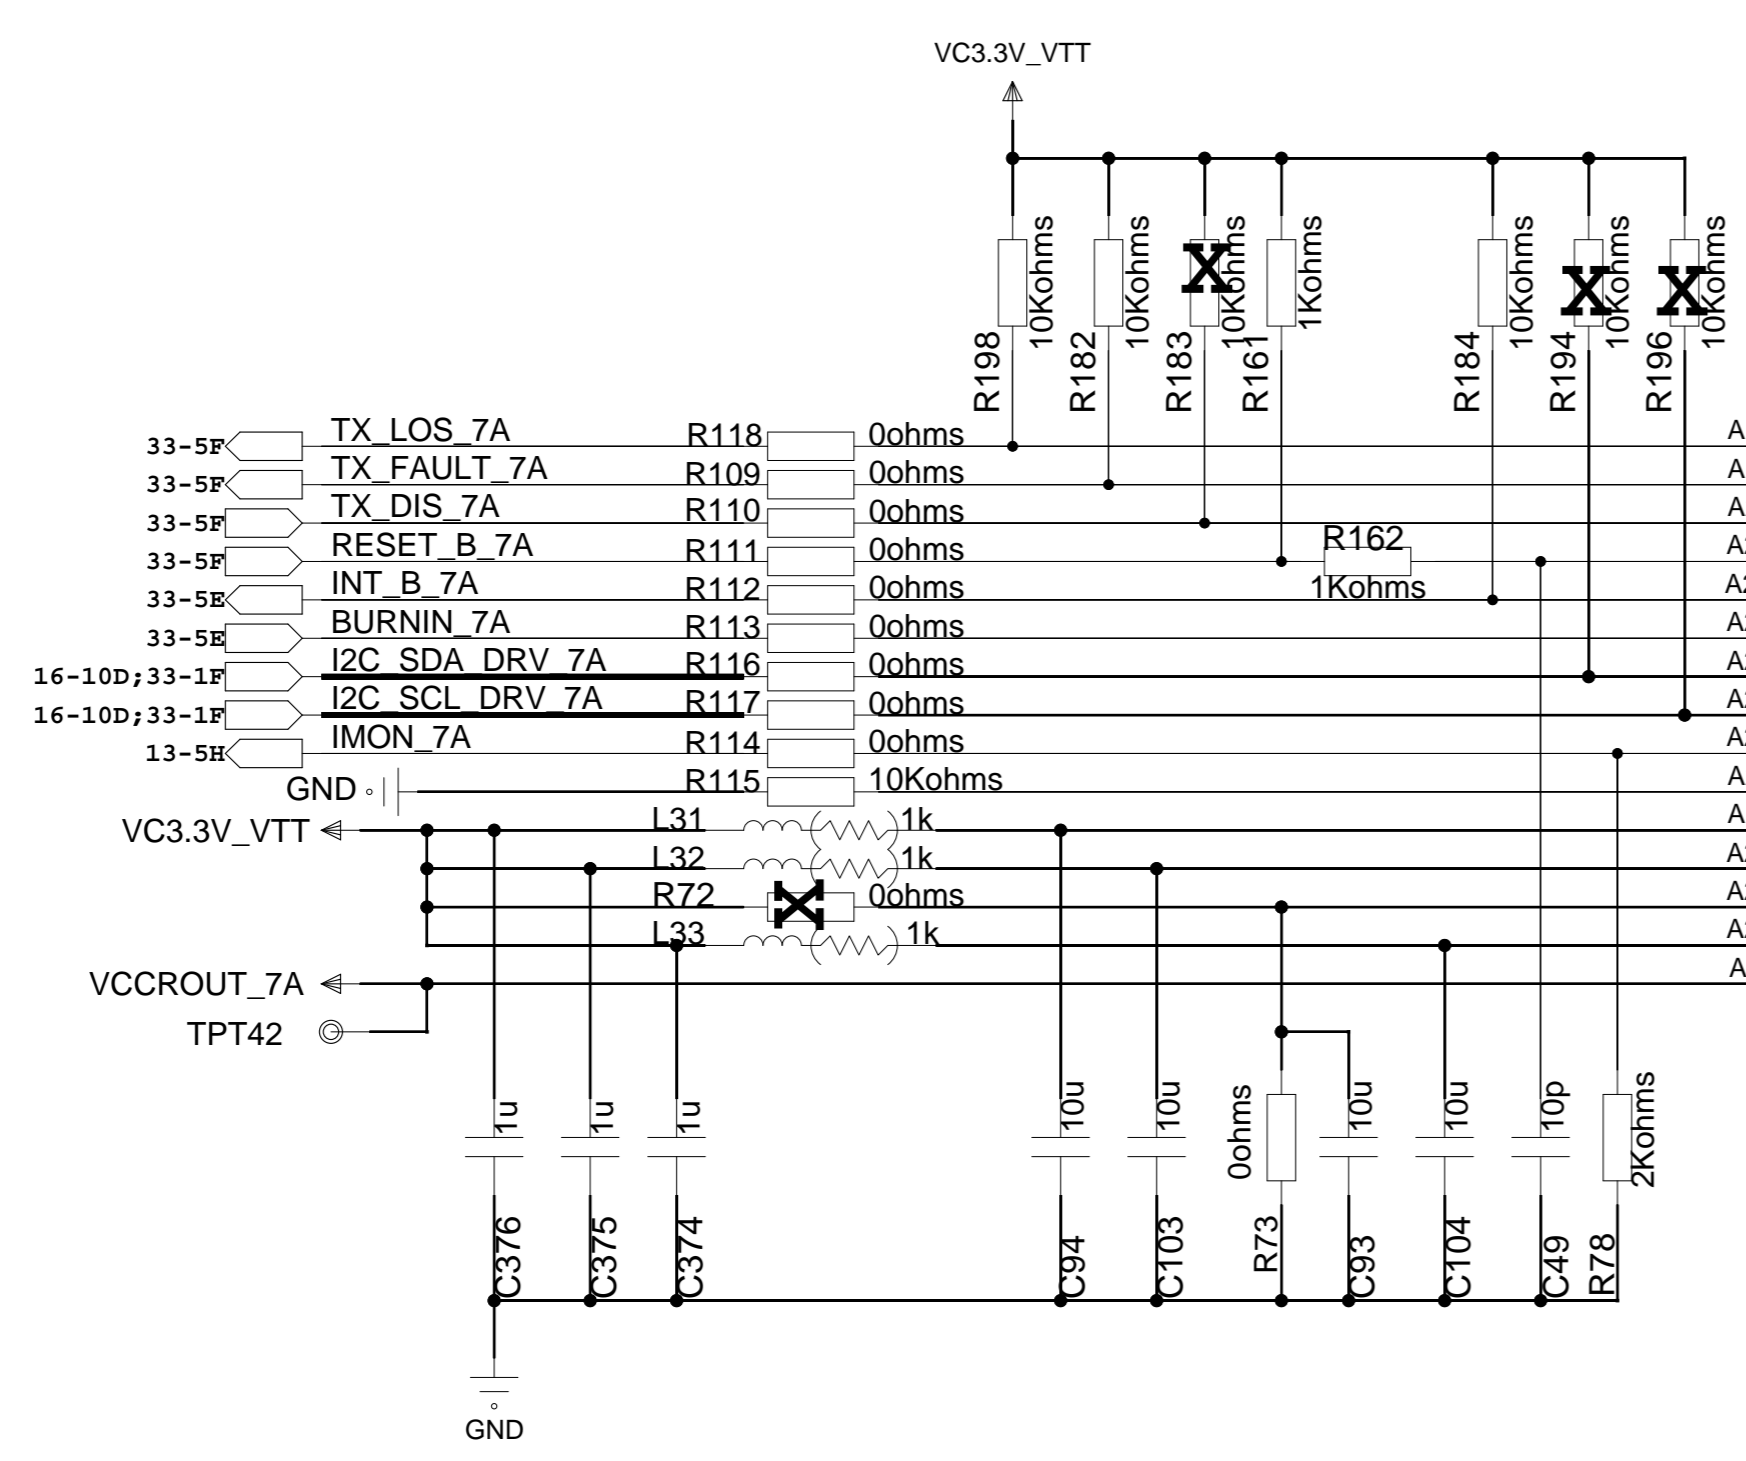 VC3.3V_VTT
10Kohms
10Kohms
10Kohms
1Kohms
10Kohms
10Kohms
10Kohms
R198
R182
R183
R161
R184
R194
R196
33-5F TX_LOS_7A R118 0ohms A
33-5F TX_FAULT_7A R109 0ohms A
33-5F TX_DIS_7A R110 0ohms A
33-5F RESET_B_7A R111 0ohms R162 1Kohms
33-5E INT_B_7A R112 0ohms
33-5E BURNIN_7A R113 0ohms
16-10D;33-1F I2C_SDA_DRV_7A R116 0ohms
16-10D;33-1F I2C_SCL_DRV_7A R117 0ohms
13-5H IMON_7A R114 0ohms
GND R115 10Kohms A
VC3.3V_VTT L31 1k A
L32 1k
R72 0ohms
L33 1k
VCCROUT_7A A
TPT42
1u
1u
1u
10u
10u
0ohms
10u
10u
10p
2Kohms
C376
C375
C374
C94
C103
R73
C93
C104
C49
R78
GND